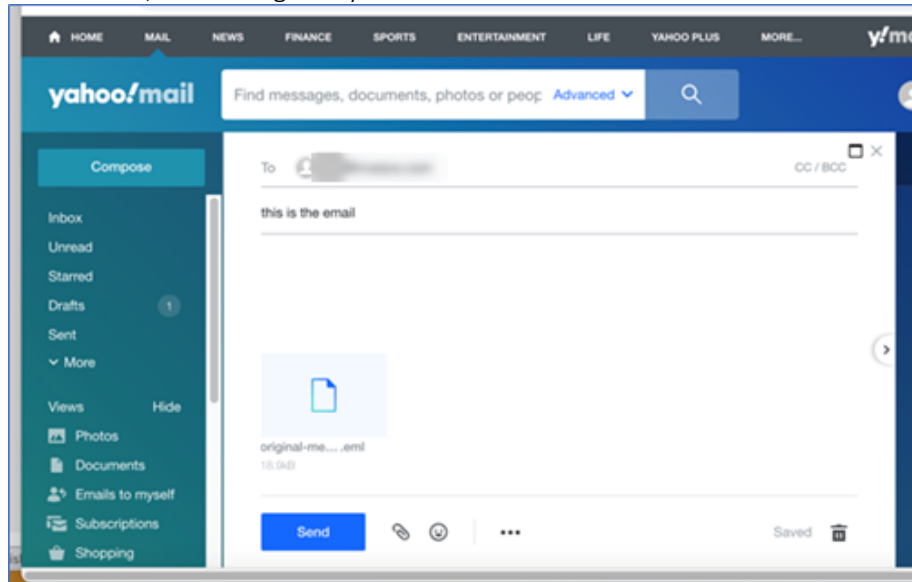 HOME MAIL NEWS FINANCE SPORTS ENTERTAINMENT LIFE YAHOO PLUS MORE...
yahoo!mail
Find messages, documents, photos or peop Advanced
Compose
Inbox
Unread
Starred
Drafts 1
Sent
More
Views Hide
Photos
Documents
Emails to myself
Subscriptions
Shopping
To CC / BCC
this is the email
original-me... .eml
18.9kB
Send Saved